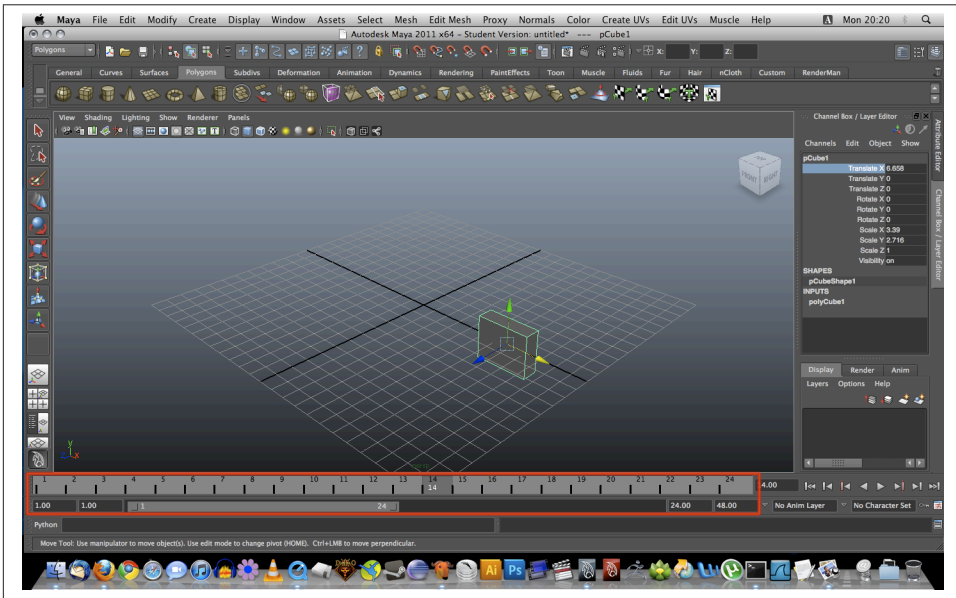 Maya File Edit Modify Create Display Window Assets Select Mesh Edit Mesh Proxy Normals Color Create UVs Edit UVs Muscle Help Mon 20:20
Autodesk Maya 2011 x64 - Student Version: untitled* --- pCube1
Polygons X: Y: Z:
General Curves Surfaces Polygons Subdivs Deformation Animation Dynamics Rendering PaintEffects Toon Muscle Fluids Fur Hair nCloth Custom RenderMan
View Shading Lighting Show Renderer Panels
Channel Box / Layer Editor
Channels Edit Object Show
pCube1
Translate X 6.658
Translate Y 0
Translate Z 0
Rotate X 0
Rotate Y 0
Rotate Z 0
Scale X 3.39
Scale Y 2.716
Scale Z 1
Visibility on
SHAPES
pCubeShape1
INPUTS
polyCube1
Attribute Editor
Channel Box / Layer Editor
FRONT RIGHT
Display Render Anim
Layers Options Help
y
z x
1 2 3 4 5 6 7 8 9 10 11 12 13 14 15 16 17 18 19 20 21 22 23 24
14
1.00 1.00 1 24 24.00 48.00 No Anim Layer No Character Set
Python
Move Tool: Use manipulator to move object(s). Use edit mode to change pivot (HOME). Ctrl+LMB to move perpendicular.
Ai Ps